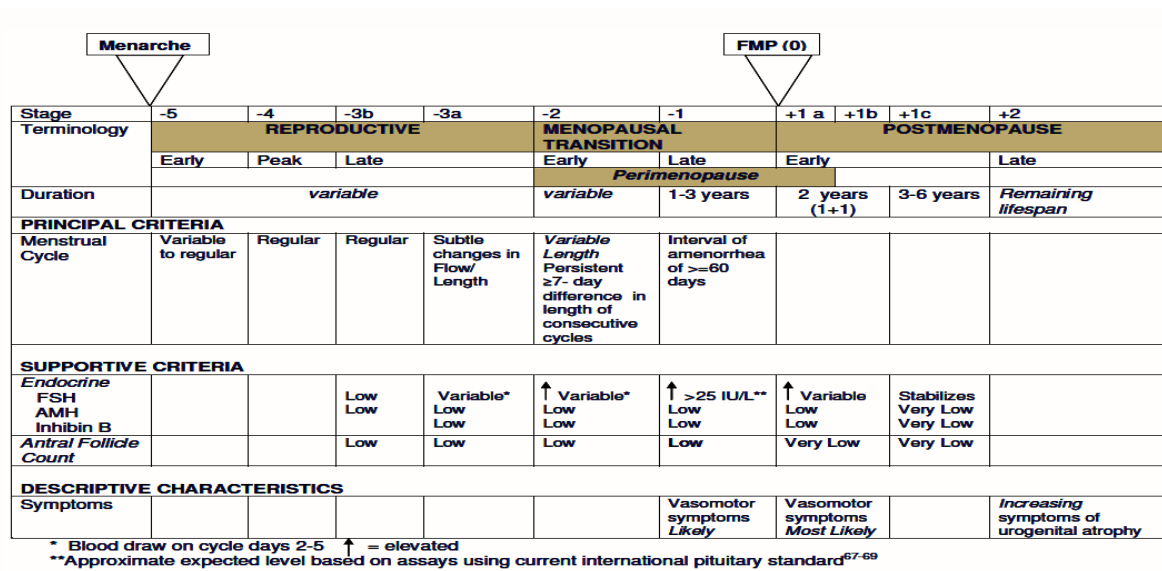 Menarche FMP (0)
Stage -5 -4 -3b -3a -2 -1 +1 a +1b +1c +2
Terminology REPRODUCTIVE MENOPAUSAL POSTMENOPAUSE
TRANSITION
Early Peak Late Early Late Early Late
Perimenopause
Duration variable variable 1-3 years 2 years 3-6 years Remaining
(1+1) lifespan
PRINCIPAL CRITERIA
Menstrual Variable Regular Regular Subtle Variable Interval of
Cycle to regular changes in Length amenorrhea
Flow/ Persistent of >=60
Length ≥7- day days
difference in
length of
consecutive
cycles
SUPPORTIVE CRITERIA
Endocrine
FSH Low Variable* ↑ Variable* ↑ >25 IU/L** ↑ Variable Stabilizes
AMH Low Low Low Low Low Very Low
Inhibin B Low Low Low Low Very Low
Antral Follicle Low Low Low Low Very Low Very Low
Count
DESCRIPTIVE CHARACTERISTICS
Symptoms Vasomotor Vasomotor Increasing
symptoms symptoms symptoms of
Likely Most Likely urogenital atrophy
* Blood draw on cycle days 2-5 ↑ = elevated
**Approximate expected level based on assays using current international pituitary standard67-69